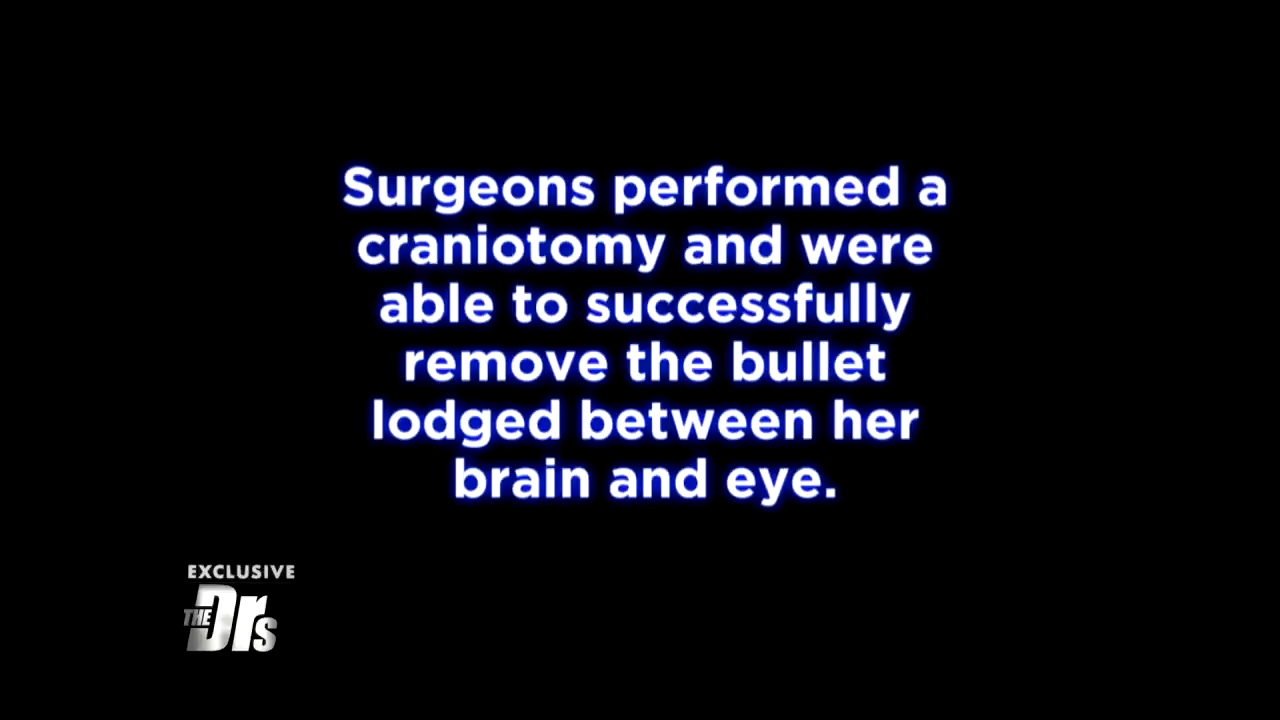 Surgeons performed a
craniotomy and were
able to successfully
remove the bullet
lodged between her
brain and eye.
EXCLUSIVE
THE Drs